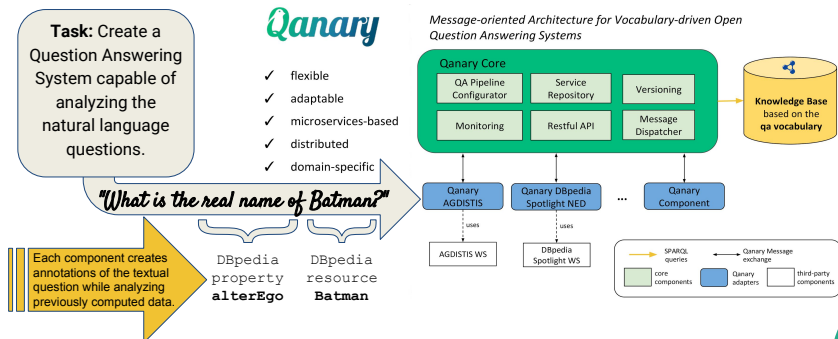 Task: Create a
Question Answering
System capable of
analyzing the
natural language
questions.
Qanary
✓ flexible
✓ adaptable
✓ microservices-based
✓ distributed
✓ domain-specific
"What is the real name of Batman?"
Each component creates
annotations of the textual
question while analyzing
previously computed data.
DBpedia
property
alterEgo
DBpedia
resource
Batman
Message-oriented Architecture for Vocabulary-driven Open
Question Answering Systems
Qanary Core
QA Pipeline
Configurator
Service
Repository
Versioning
Monitoring
Restful API
Message
Dispatcher
Knowledge Base
based on the
qa vocabulary
Qanary
AGDISTIS
Qanary DBpedia
Spotlight NED
...
Qanary
Component
uses
uses
AGDISTIS WS
DBpedia
Spotlight WS
SPARQL
queries
Qanary Message
exchange
core
components
Qanary
adapters
third-party
components